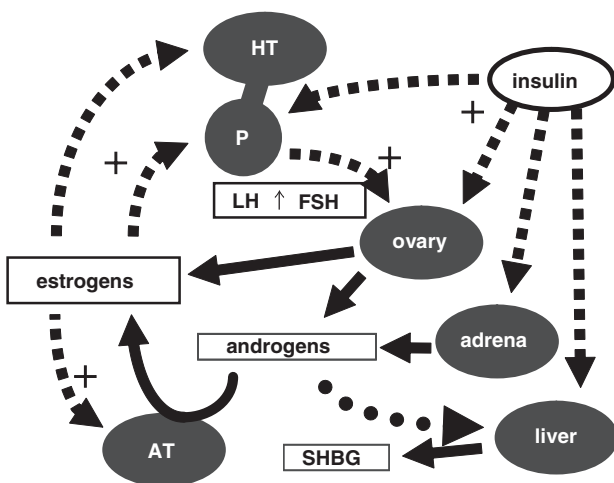 HT
insulin
+
P
+
+
LH ↑ FSH
ovary
estrogens
androgens
adrena
+
AT
liver
SHBG